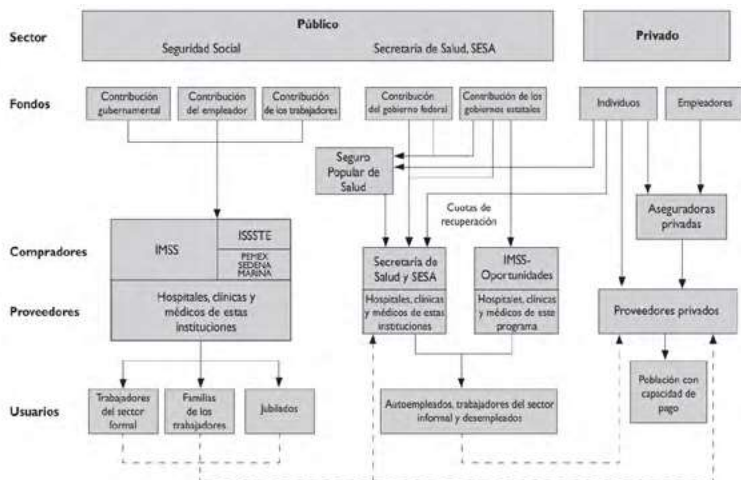 Sector
Público
Seguridad Social
Secretaría de Salud, SESA
Privado
Fondos
Contribución
gubernamental
Contribución
del empleador
Contribución
de los trabajadores
Contribución
del gobierno federal
Contribución de los
gobiernos estatales
Individuos
Empleadores
Seguro
Popular de
Salud
Cuotas de
recuperación
Aseguradoras
privadas
Compradores
IMSS
ISSSTE
PEMEX
SEDENA
MARINA
Secretaría de
Salud y SESA
IMSS-
Oportunidades
Proveedores
Hospitales, clínicas y
médicos de estas
instituciones
Hospitales, clínicas
y médicos de estas
instituciones
Hospitales, clínicas
y médicos de este
programa
Proveedores privados
Usuarios
Trabajadores
del sector
formal
Familias
de los
trabajadores
Jubilados
Autoempleados, trabajadores del sector
informal y desempleados
Población con
capacidad de
pago